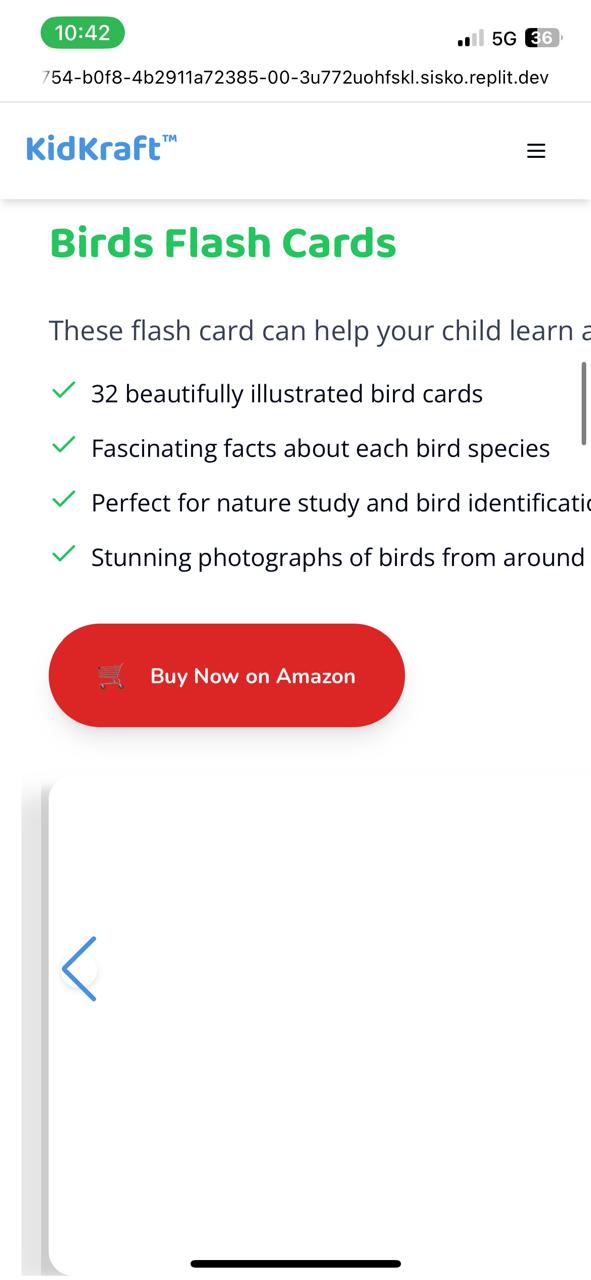 10:42
5G 36
754-b0f8-4b2911a72385-00-3u772uohfskl.sisko.replit.dev
KidKraft™
Birds Flash Cards
These flash card can help your child learn a
32 beautifully illustrated bird cards
Fascinating facts about each bird species
Perfect for nature study and bird identificatio
Stunning photographs of birds from around
Buy Now on Amazon